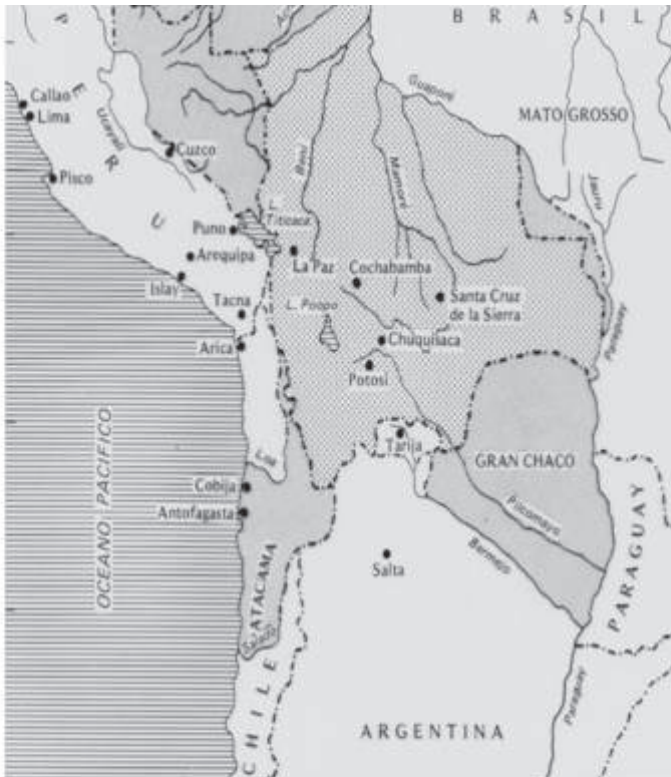 BRASIL
PERU
Callao
Lima
Ucayali
Guaporé
MATO GROSSO
Cuzco
Beni
Mamoré
Pisco
Jauru
L.
Titicaca
Puno
Arequipa
La Paz
Cochabamba
Islay
Santa Cruz
de la Sierra
L. Poopo
Tacna
Paraguay
Arica
Chuquisaca
Potosí
OCEANO PACIFICO
Tarija
GRAN CHACO
Loa
Cobija
Pilcomayo
Antofagasta
Bermejo
Salta
PARAGUAY
ATACAMA
Salado
CHILE
Paraguay
ARGENTINA